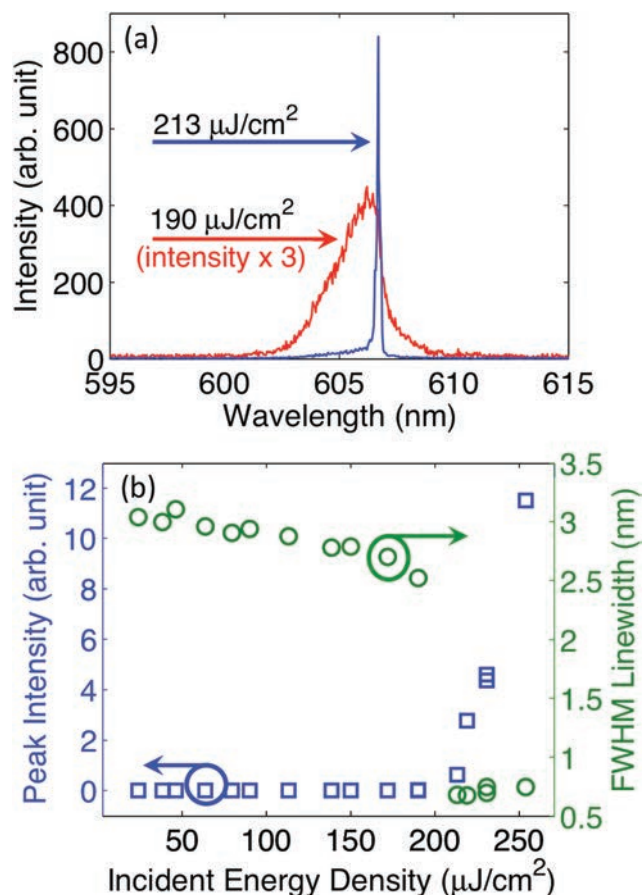 (a)
800
600
400
200
0
Intensity (arb. unit)
213 μJ/cm²
190 μJ/cm²
(intensity x 3)
595
600
605
610
615
Wavelength (nm)
(b)
12
10
8
6
4
2
0
Peak Intensity (arb. unit)
3.5
3
2.5
2
1.5
1
0.5
FWHM Linewidth (nm)
50
100
150
200
250
Incident Energy Density (μJ/cm²)